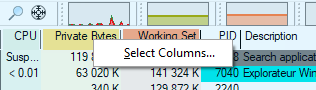 CPU Private Bytes Working Set PID Description
Select Columns...
Susp... 119 8 Search applicat
< 0.01 63 020 K 141 324 K 7040 Explorateur Win
340 K 129 872 K 2240